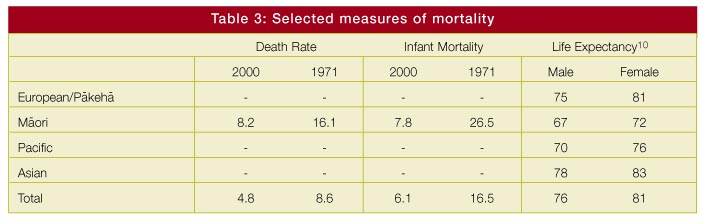 Table 3: Selected measures of mortality
Death Rate Infant Mortality Life Expectancy10
2000 1971 2000 1971 Male Female
European/Pākehā - - - - 75 81
Māori 8.2 16.1 7.8 26.5 67 72
Pacific - - - - 70 76
Asian - - - - 78 83
Total 4.8 8.6 6.1 16.5 76 81